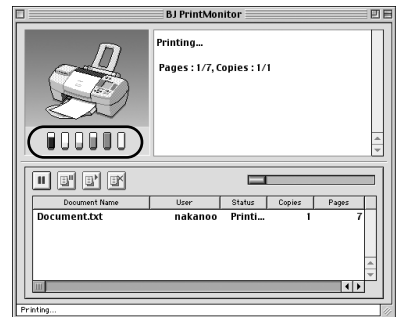 BJ PrintMonitor
Printing...
Pages : 1/7, Copies : 1/1
Document Name User Status Copies Pages
Document.txt nakanoo Printi... 1 7
Printing...